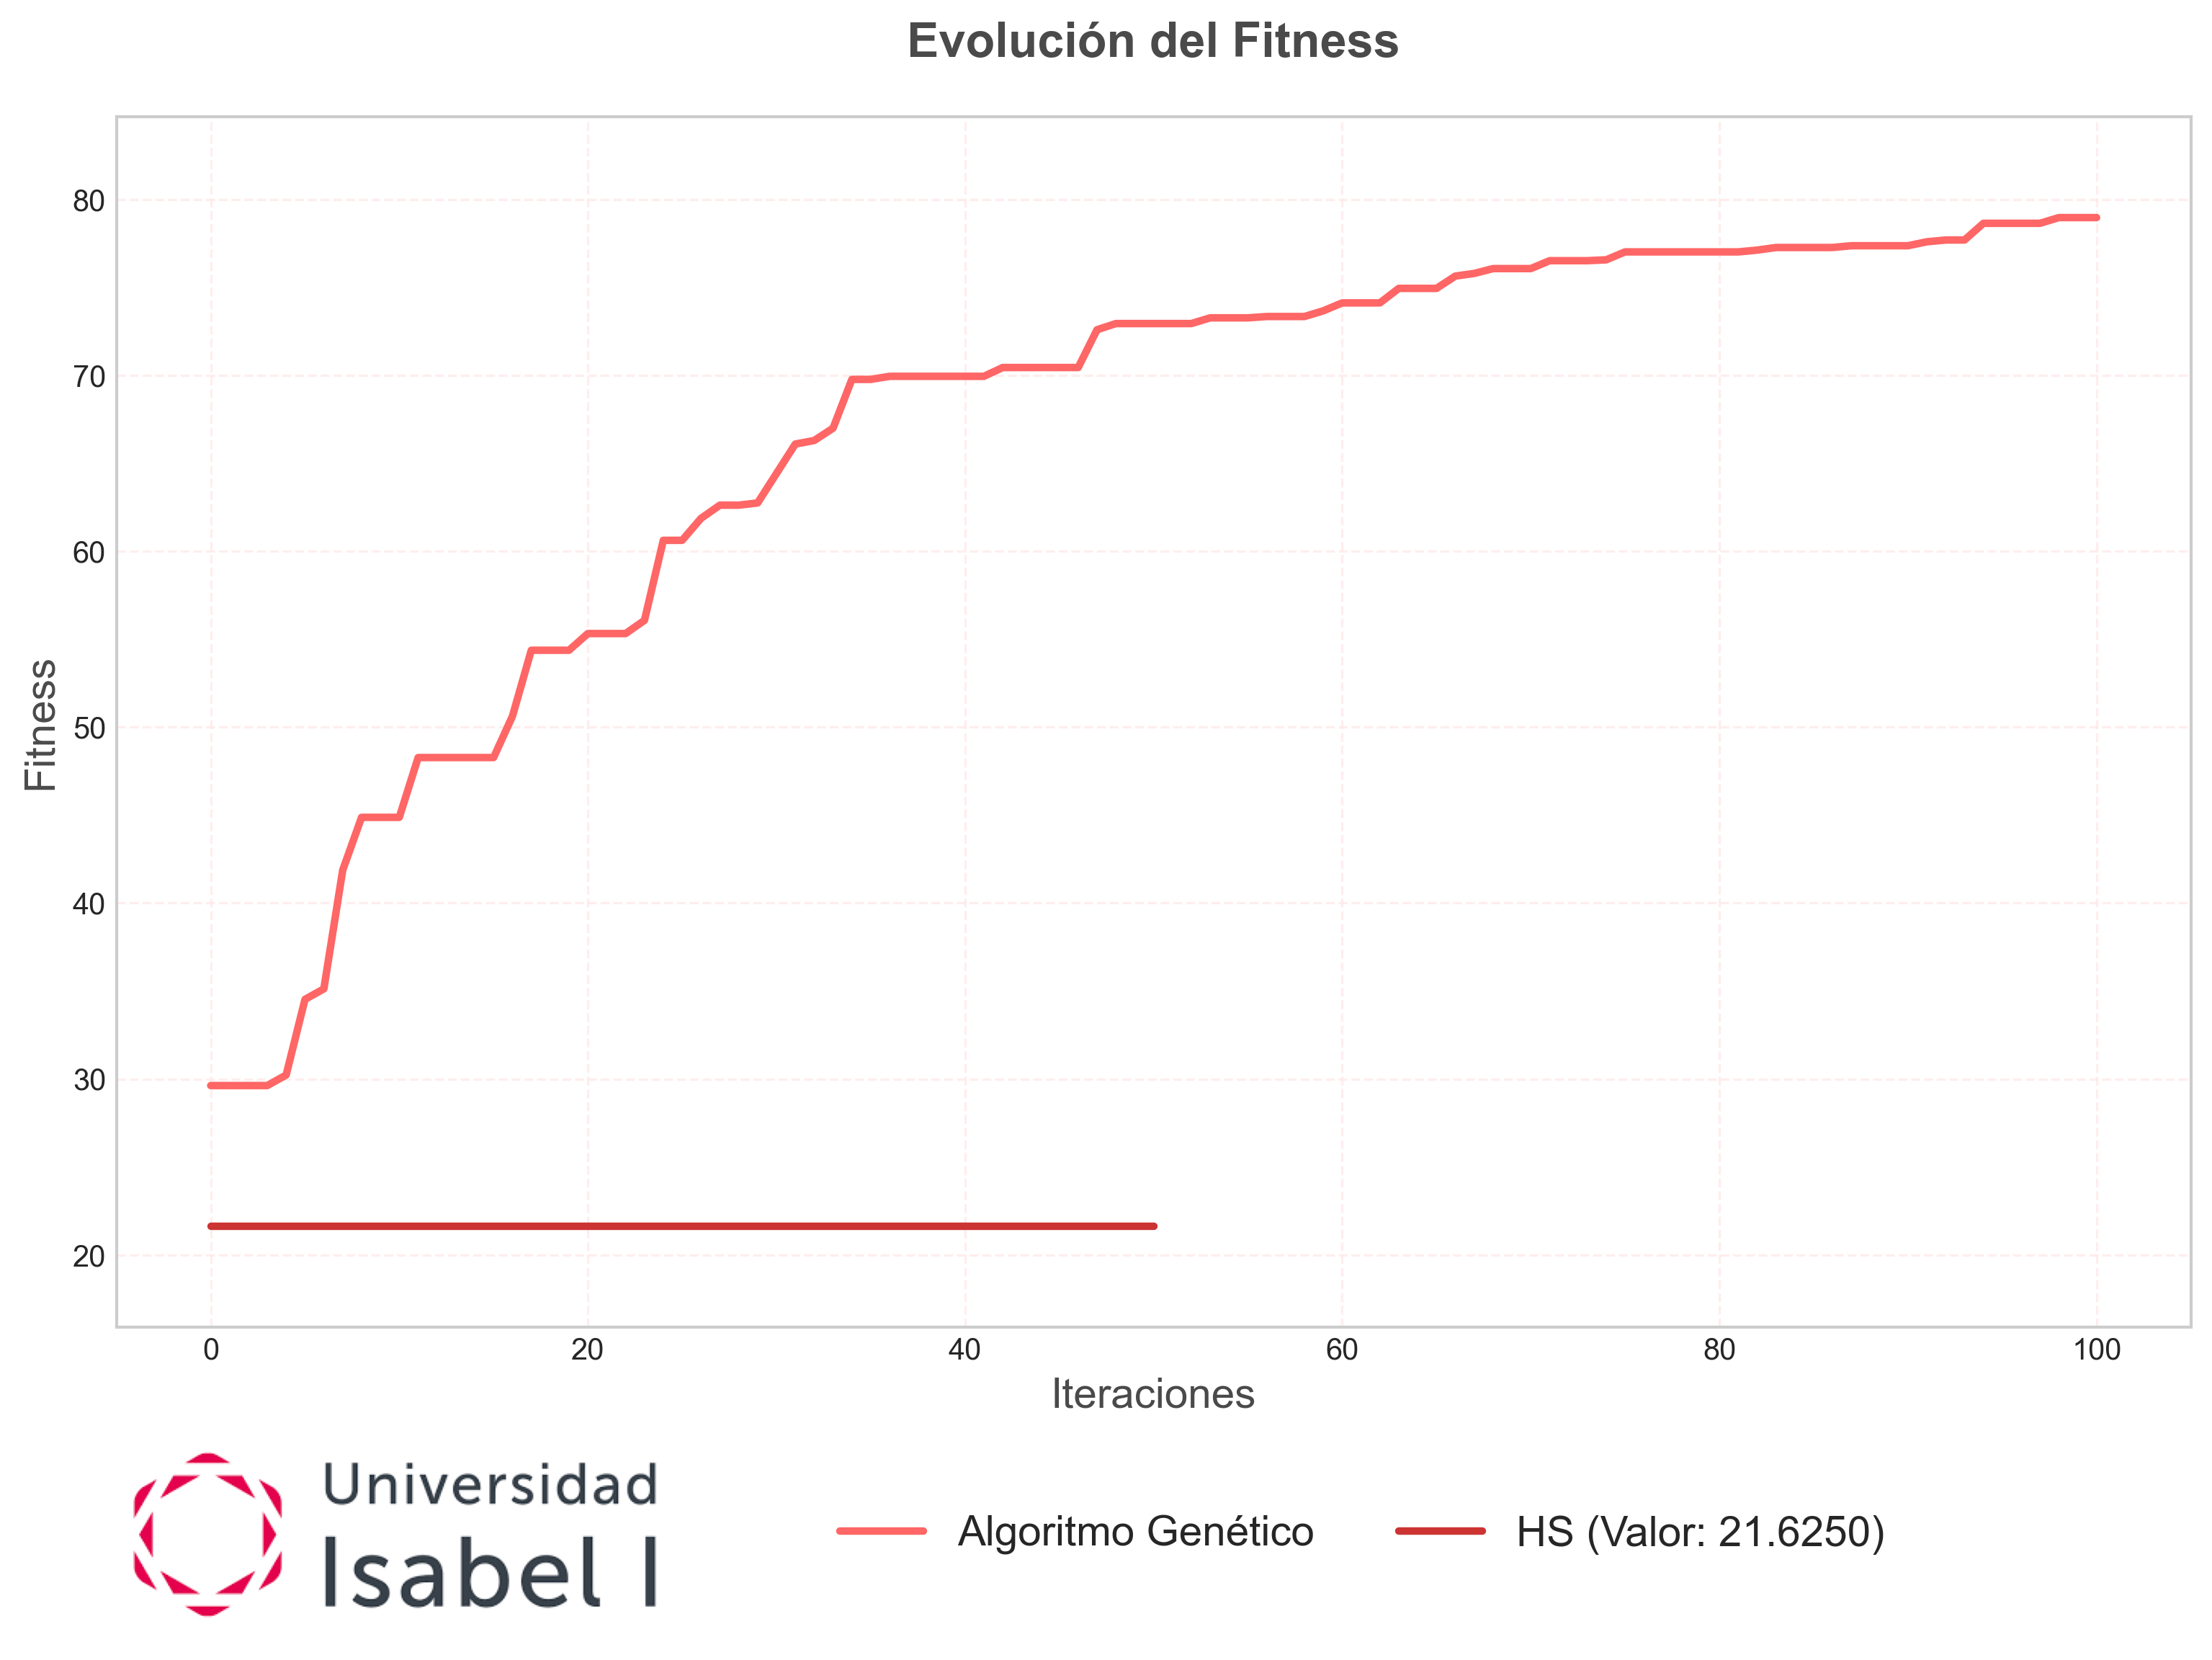 Evolución del Fitness
80
70
60
50
40
30
20
Fitness
0 20 40 60 80 100
Iteraciones
Universidad
Isabel I
Algoritmo Genético HS (Valor: 21.6250)